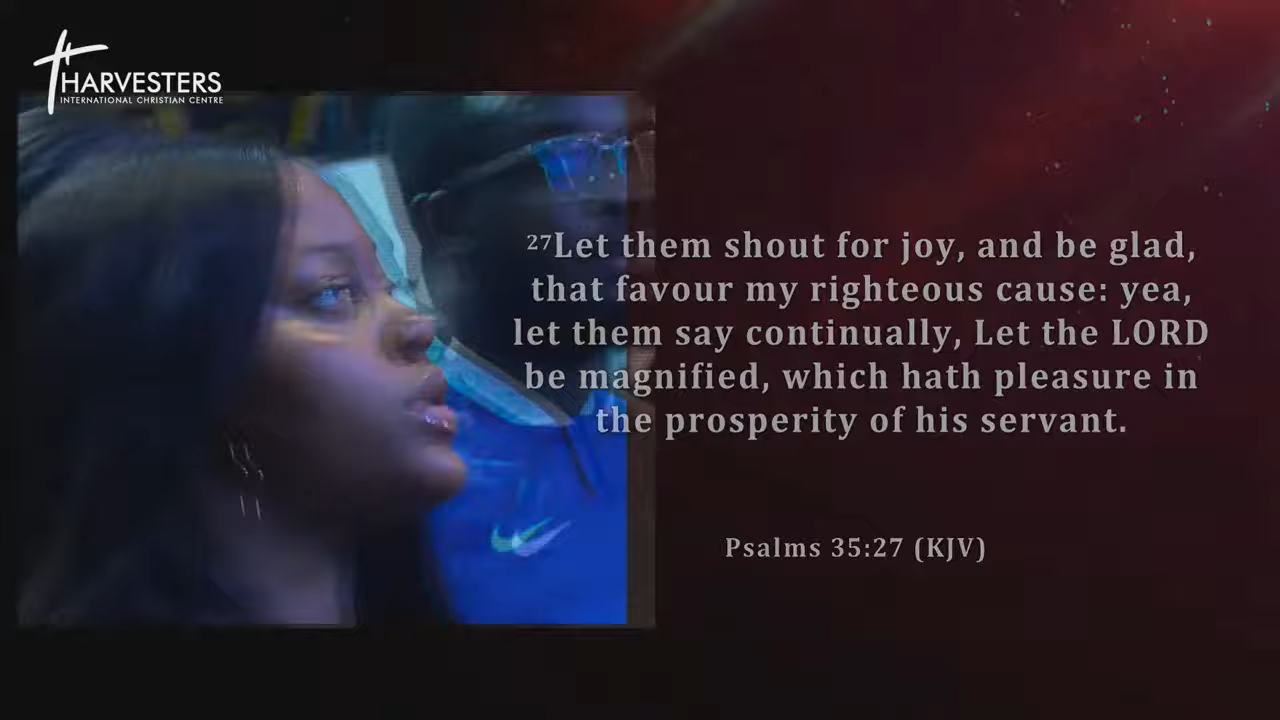 HARVESTERS
INTERNATIONAL CHRISTIAN CENTRE
²⁷Let them shout for joy, and be glad,
that favour my righteous cause: yea,
let them say continually, Let the LORD
be magnified, which hath pleasure in
the prosperity of his servant.
Psalms 35:27 (KJV)